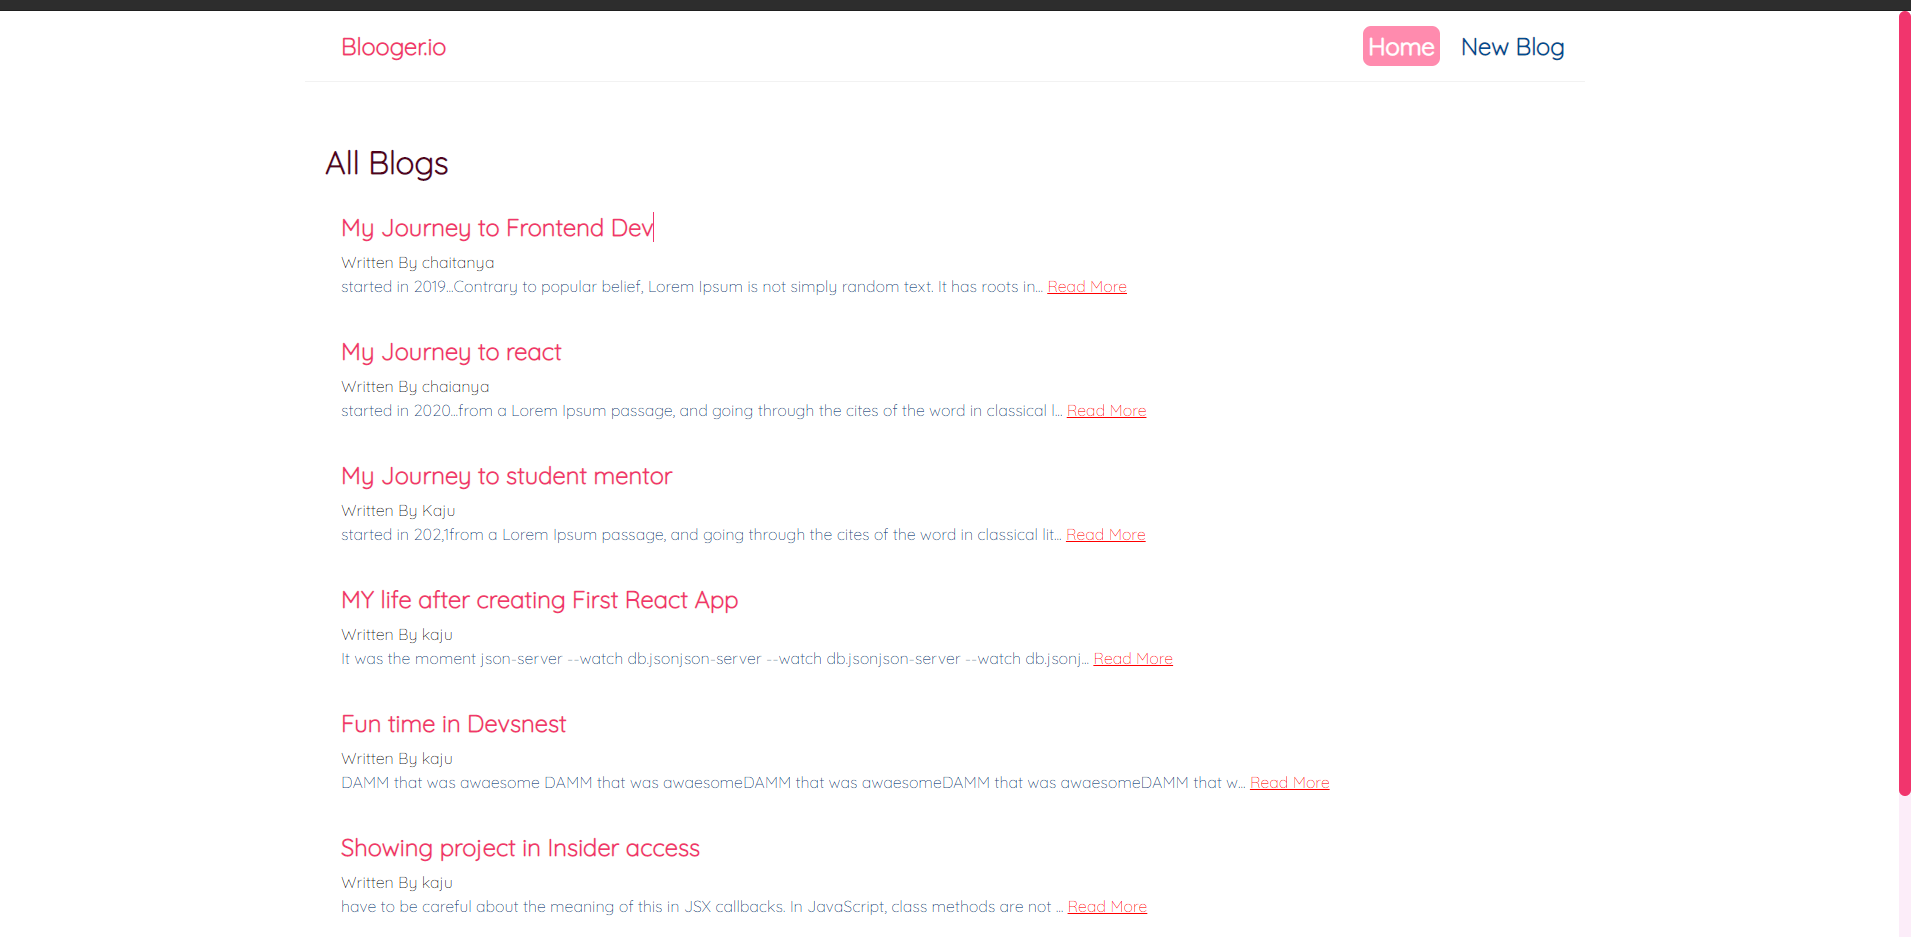 Blooger.io Home New Blog
All Blogs
My Journey to Frontend Dev
Written By chaitanya
started in 2019...Contrary to popular belief, Lorem Ipsum is not simply random text. It has roots in... Read More
My Journey to react
Written By chaianya
started in 2020...from a Lorem Ipsum passage, and going through the cites of the word in classical l... Read More
My Journey to student mentor
Written By Kaju
started in 202,1from a Lorem Ipsum passage, and going through the cites of the word in classical lit... Read More
MY life after creating First React App
Written By kaju
It was the moment json-server --watch db.jsonjson-server --watch db.jsonjson-server --watch db.jsonj... Read More
Fun time in Devsnest
Written By kaju
DAMM that was awaesome DAMM that was awaesomeDAMM that was awaesomeDAMM that was awaesomeDAMM that w... Read More
Showing project in Insider access
Written By kaju
have to be careful about the meaning of this in JSX callbacks. In JavaScript, class methods are not ... Read More